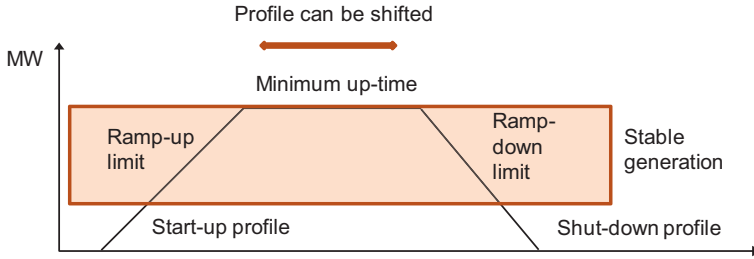 Profile can be shifted
MW
Minimum up-time
Ramp-up
limit
Ramp-
down
limit
Stable
generation
Start-up profile
Shut-down profile